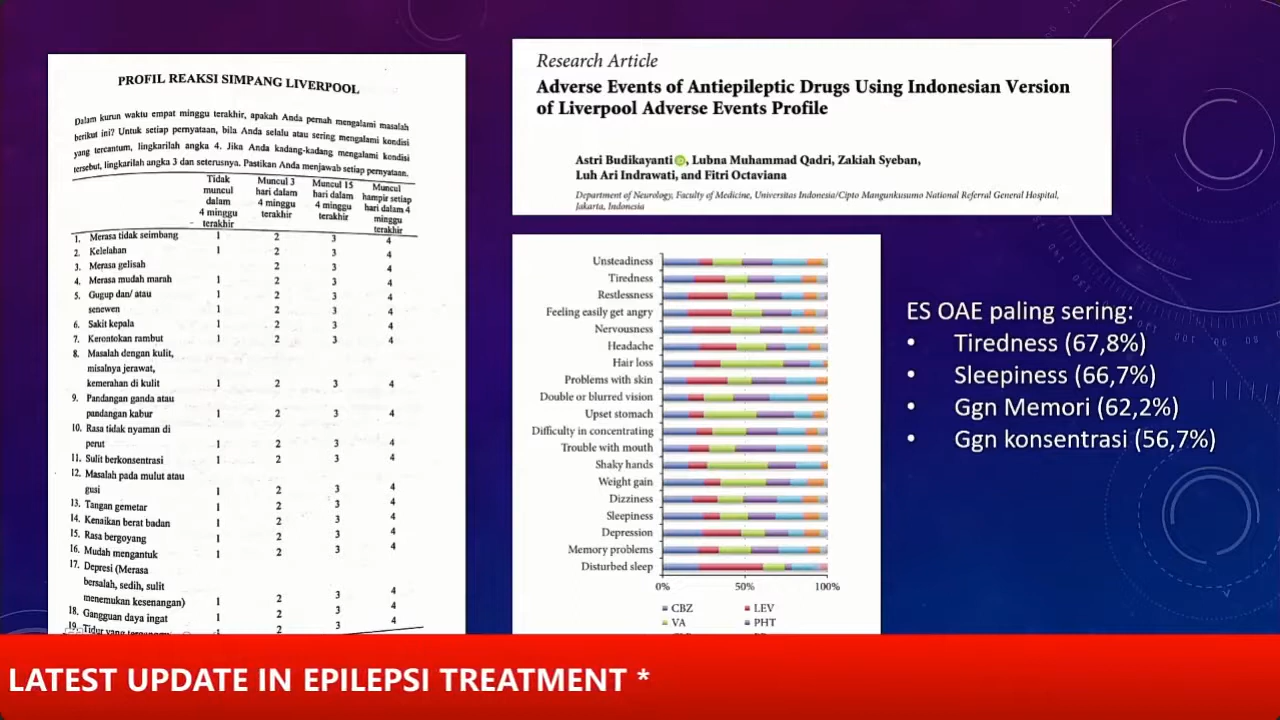 PROFIL REAKSI SIMPANG LIVERPOOL
Dalam kurun waktu empat minggu terakhir, apakah Anda pernah mengalami masalah
berikut ini? Untuk setiap pernyataan, bila Anda selalu atau sering mengalami kondisi
yang tercantum, lingkarilah angka 4. Jika Anda kadang-kadang mengalami kondisi
tersebut, lingkarilah angka 3 dan seterusnya. Pastikan Anda menjawab setiap pernyataan.
Tidak muncul dalam 4 minggu terakhir
Muncul 3 hari dalam 4 minggu terakhir
Muncul 15 hari dalam 4 minggu terakhir
Muncul hampir setiap hari dalam 4 minggu terakhir
1. Merasa tidak seimbang 1 2 3 4
2. Kelelahan 1 2 3 4
3. Merasa gelisah 2 3 4
4. Merasa mudah marah 1 2 3 4
5. Gugup dan/ atau
senewen 1 2 3 4
6. Sakit kepala 1 2 3 4
7. Kerontokan rambut 1 2 3 4
8. Masalah dengan kulit,
misalnya jerawat,
kemerahan di kulit 1 2 3 4
9. Pandangan ganda atau
pandangan kabur 1 2 3 4
10. Rasa tidak nyaman di
perut 1 2 3 4
11. Sulit berkonsentrasi 1 2 3 4
12. Masalah pada mulut atau
gusi 1 2 3 4
13. Tangan gemetar 1 2 3 4
14. Kenaikan berat badan 1 2 3 4
15. Rasa bergoyang 1 2 3 4
16. Mudah mengantuk 1 2 3 4
17. Depresi (Merasa
bersalah, sedih, sulit
menemukan kesenangan) 1 2 3 4
18. Gangguan daya ingat 1 2 3 4
19. Tidur yang 1 2 3 4
Research Article
Adverse Events of Antiepileptic Drugs Using Indonesian Version
of Liverpool Adverse Events Profile
Astri Budikayanti, Lubna Muhammad Qadri, Zakiah Syeban,
Luh Ari Indrawati, and Fitri Octaviana
Department of Neurology, Faculty of Medicine, Universitas Indonesia/Cipto Mangunkusumo National Referral General Hospital,
Jakarta, Indonesia
Unsteadiness
Tiredness
Restlessness
Feeling easily get angry
Nervousness
Headache
Hair loss
Problems with skin
Double or blurred vision
Upset stomach
Difficulty in concentrating
Trouble with mouth
Shaky hands
Weight gain
Dizziness
Sleepiness
Depression
Memory problems
Disturbed sleep
0% 50% 100%
CBZ LEV
VA PHT
ES OAE paling sering:
• Tiredness (67,8%)
• Sleepiness (66,7%)
• Ggn Memori (62,2%)
• Ggn konsentrasi (56,7%)
LATEST UPDATE IN EPILEPSI TREATMENT *